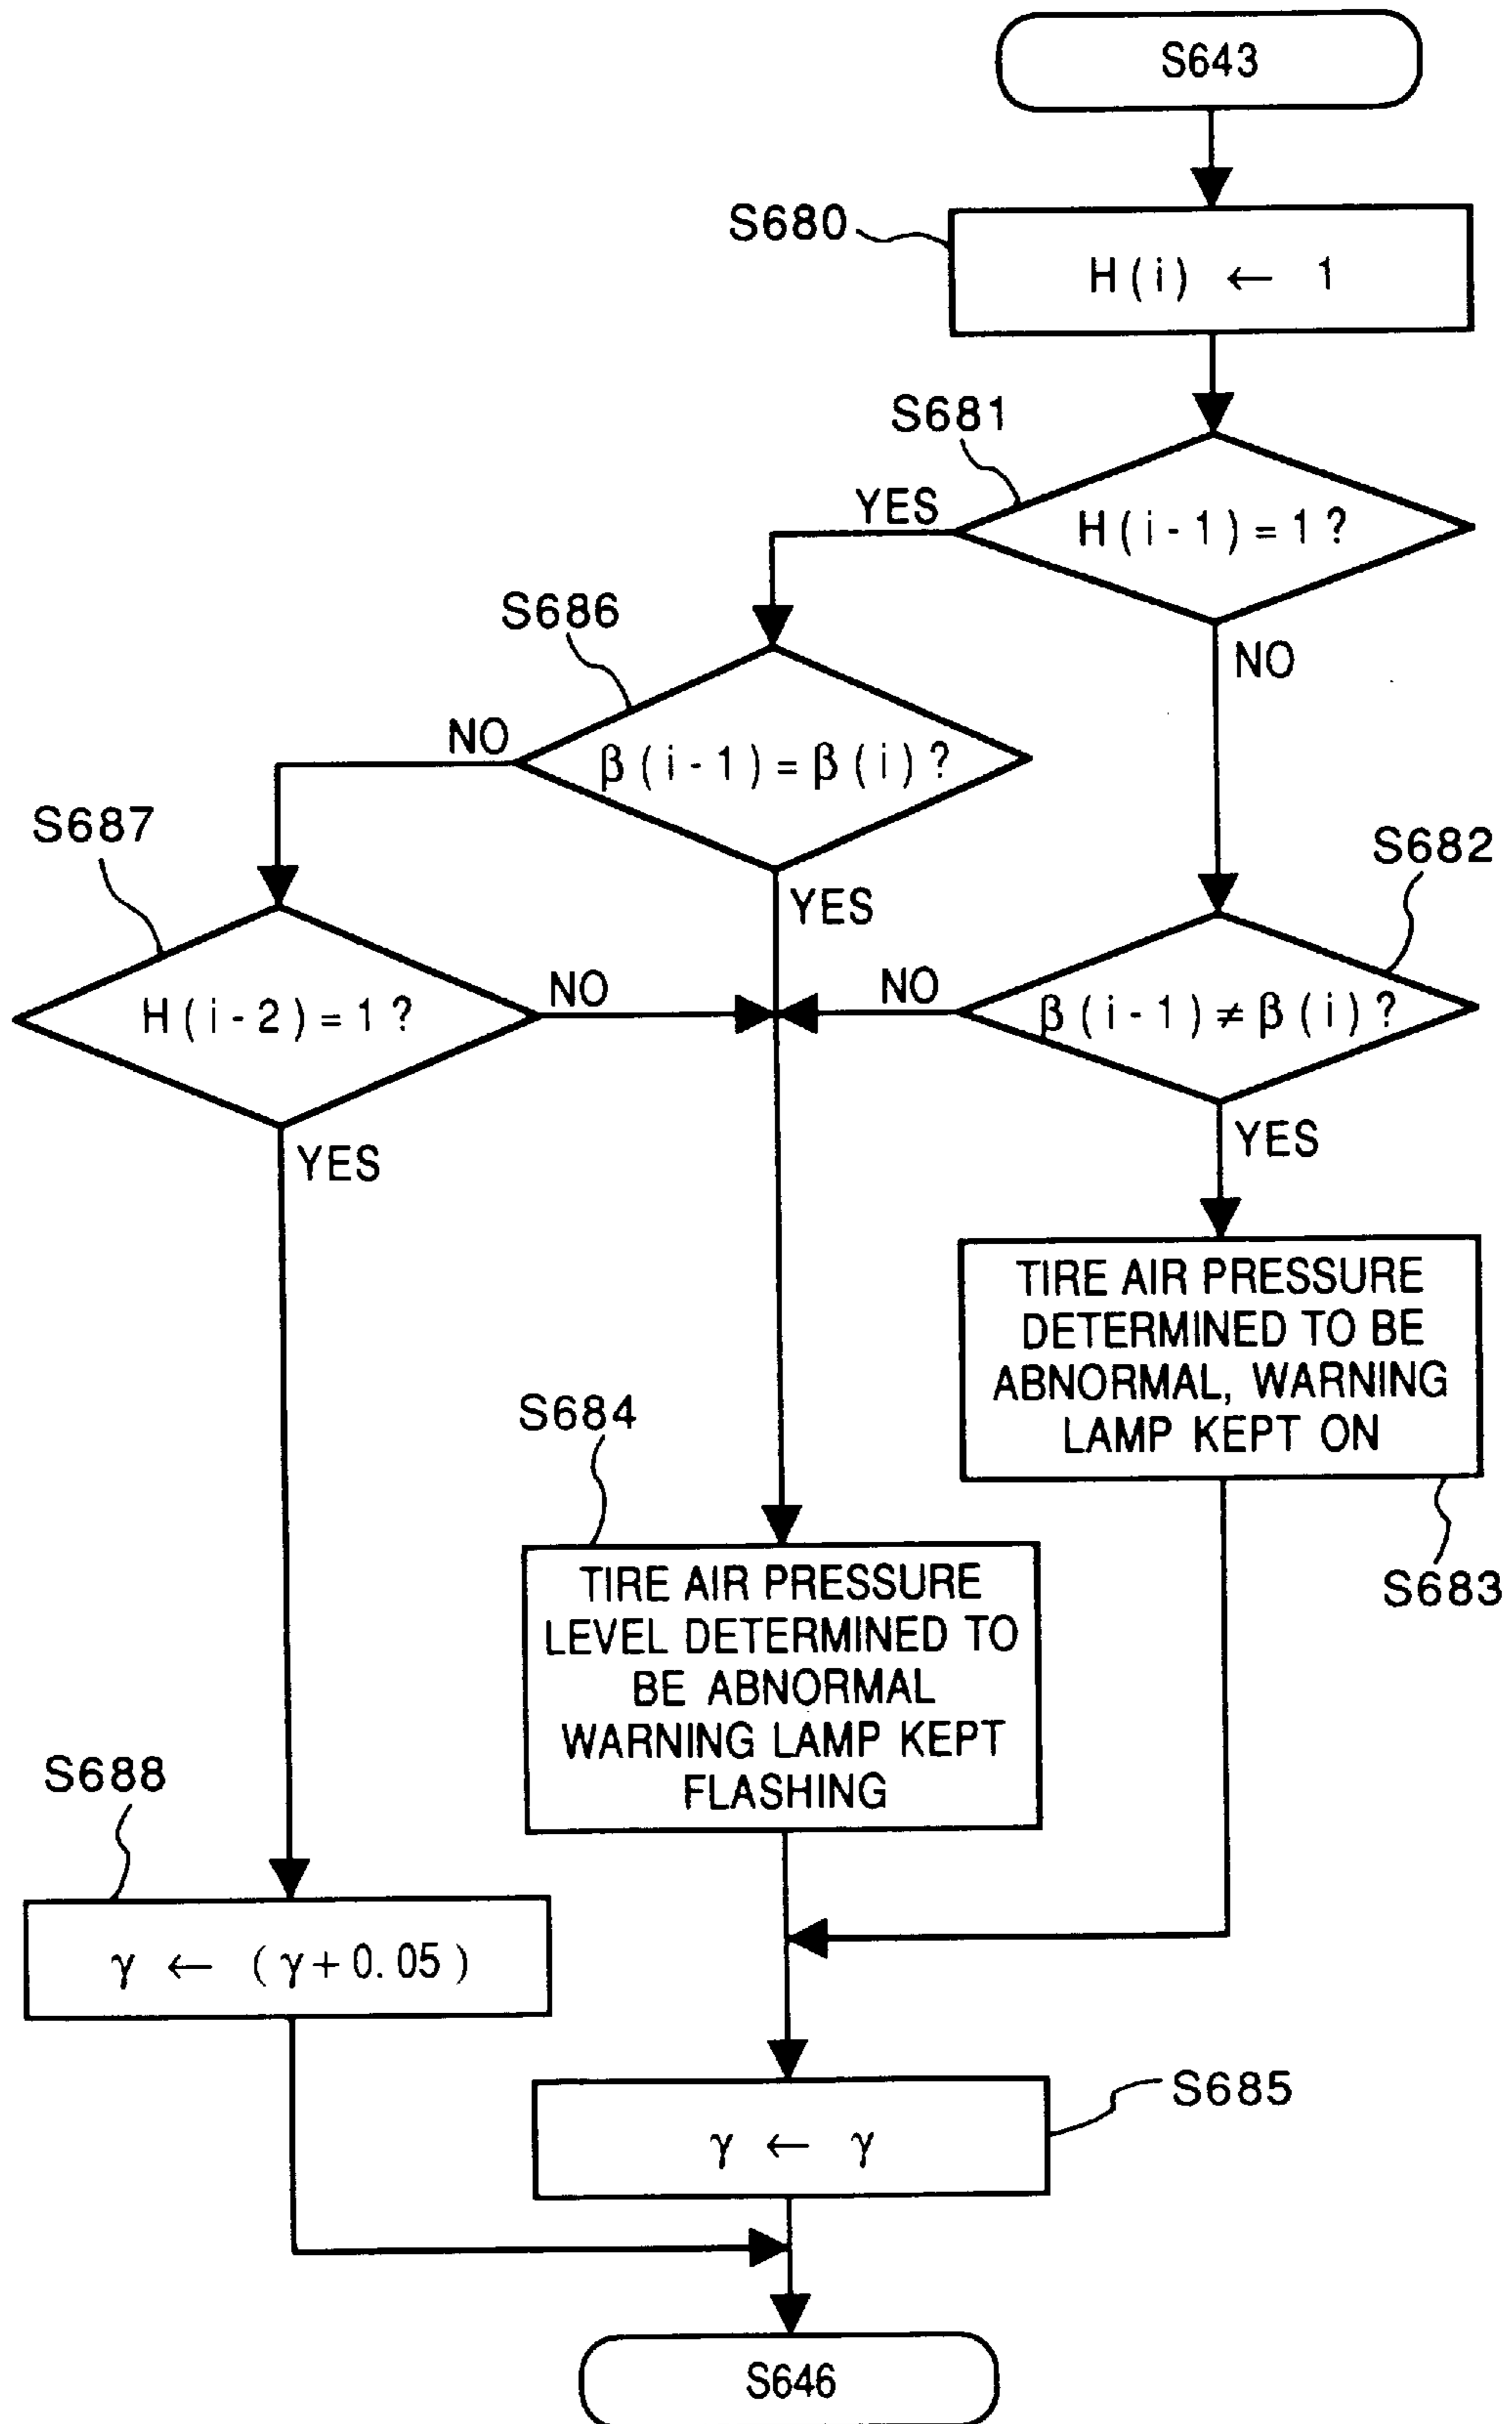 S643
S680
H(i) ← 1
S681
YES
H(i-1)=1?
S686
NO
NO
β(i-1)=β(i)?
S687
S682
YES
H(i-2)=1?
NO
NO
β(i-1)≠β(i)?
YES
YES
TIRE AIR PRESSURE
DETERMINED TO BE
ABNORMAL, WARNING
LAMP KEPT ON
S684
S683
TIRE AIR PRESSURE
LEVEL DETERMINED TO
BE ABNORMAL
WARNING LAMP KEPT
FLASHING
S688
γ ← (γ+0.05)
S685
γ ← γ
S646